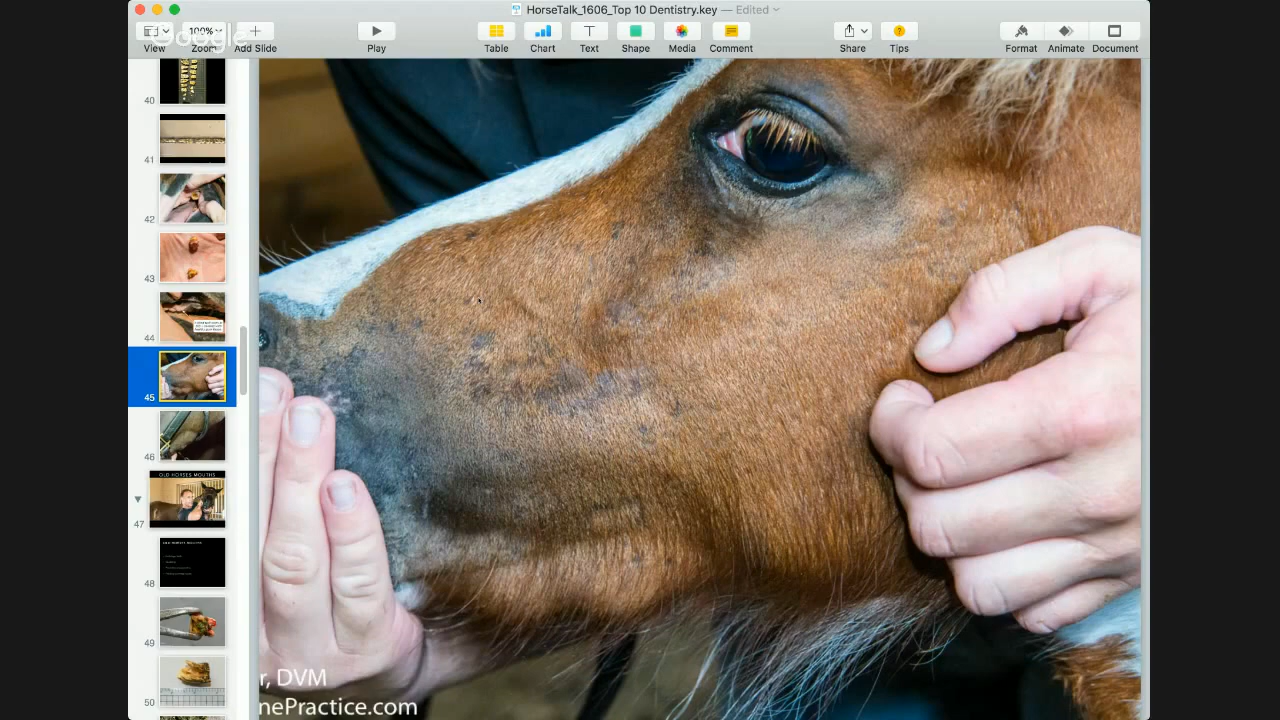 HorseTalk_1606_Top 10 Dentistry.key — Edited
Google
View
100%
Zoom
Add Slide
Play
Table
Chart
Text
Shape
Media
Comment
Share
Tips
Format
Animate
Document
40
41
42
43
44
45
46
OLD HORSES MOUTHS
47
48
49
50
r, DVM
nePractice.com